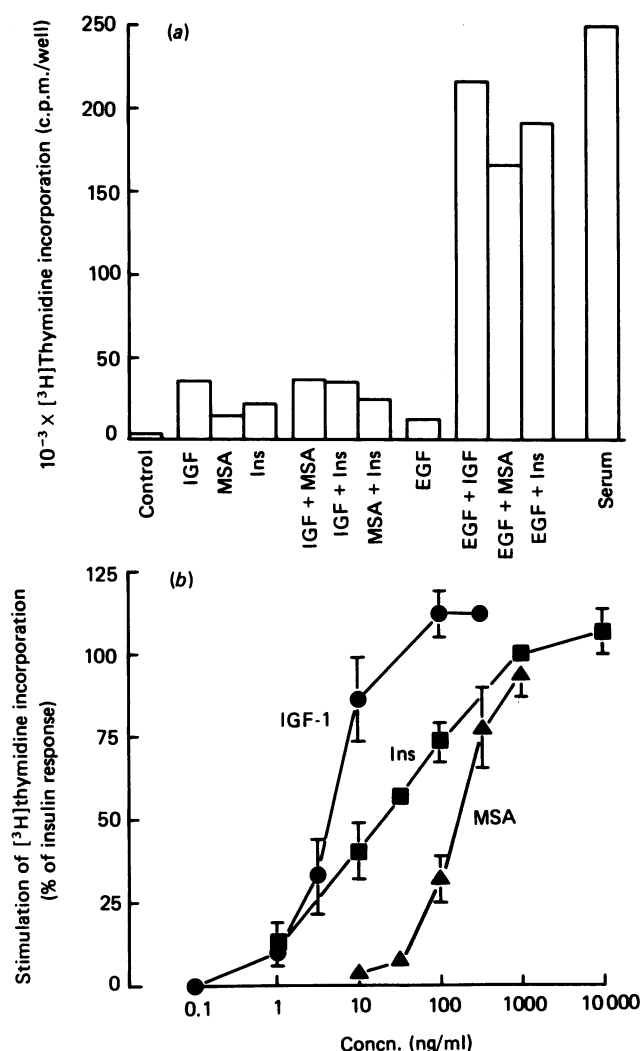 (a)
10⁻³ × [³H]Thymidine incorporation (c.p.m./well)
250
200
150
100
50
0
Control
IGF
MSA
Ins
IGF + MSA
IGF + Ins
MSA + Ins
EGF
EGF + IGF
EGF + MSA
EGF + Ins
Serum
(b)
Stimulation of [³H]thymidine incorporation
(% of insulin response)
125
100
75
50
25
0
IGF-1
Ins
MSA
0.1
1
10
100
1000
10 000
Concn. (ng/ml)